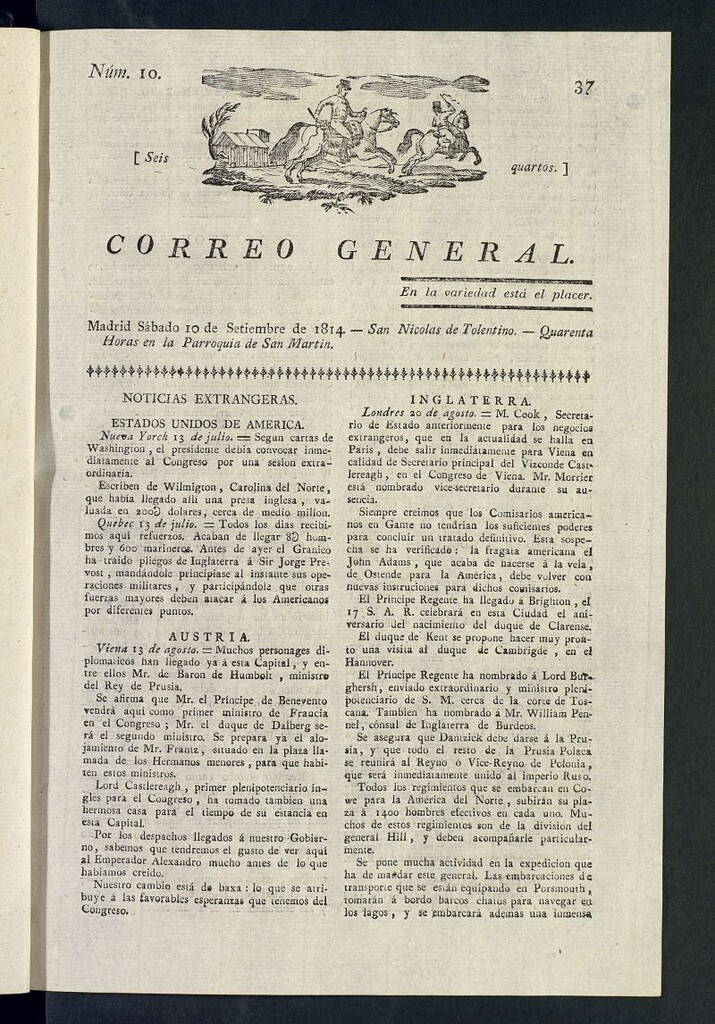 Núm. 10.
37
[ Seis
quartos. ]
CORREO GENERAL.
En la variedad está el placer.
Madrid Sábado 10 de Setiembre de 1814. — San Nicolas de Tolentino. — Quarenta
Horas en la Parroquia de San Martin.
NOTICIAS EXTRANGERAS.
ESTADOS UNIDOS DE AMERICA.
Nueva Yorch 13 de julio. = Segun cartas de
Washington, el presidente debia convocar inme-
diatamente al Congreso por una sesion extra-
ordinaria.
Escriben de Wilmigton, Carolina del Norte,
que había llegado allí una presa inglesa, va-
luada en dolares, cerca de medio millon.
Quebec 13 de julio. = Todos los dias recibi-
mos aquí refuerzos. Acaban de llegar hom-
bres y 600 marineros. Antes de ayer el Granico
ha traido pliegos de Inglaterra á Sir Jorge Pre-
vost, mandándole principiase al instante sus ope-
raciones militares, y participándole que otras
fuerzas mayores deben atacar á los Americanos
por diferentes puntos.
AUSTRIA.
Viena 13 de agosto. = Muchos personages di-
plomaticos han llegado ya á esta Capital, y en-
tre ellos Mr. de Baron de Humbolt, ministro
del Rey de Prusia.
Se afirma que Mr. el Príncipe de Benevento
vendrá aquí como primer ministro de Francia
en el Congreso; Mr. el duque de Dalberg se-
rá el segundo ministro. Se prepara ya el alo-
jamiento de Mr. Frantz, situado en la plaza lla-
mada de los Hermanos menores, para que habi-
ten estos ministros.
Lord Castlereagh, primer plenipotenciario in-
gles para el Congreso, ha tomado tambien una
hermosa casa para el tiempo de su estancia en
esta Capital.
Por los despachos llegados á nuestro Gobier-
no, sabemos que tendremos el gusto de ver aquí
al Emperador Alexandro mucho antes de lo que
habiamos creido.
Nuestro cambio está de baxa: lo que se atri-
buye á las favorables esperanzas que tenemos del
Congreso.
INGLATERRA.
Londres 20 de agosto. = M. Cook, Secreta-
rio de Estado anteriormente para los negocios
extrangeros, que en la actualidad se halla en
Paris, debe salir inmediatamente para Viena en
calidad de Secretario principal del Vizconde Cast-
lereagh, en el Congreso de Viena. Mr. Morrier
está nombrado vice-secretario durante su au-
sencia.
Siempre creimos que los Comisarios america-
nos en Gante no tendrían los suficientes poderes
para concluir un tratado definitivo. Esta sospe-
cha se ha verificado: la fragata americana el
John Adams, que acaba de hacerse á la vela,
de Ostende para la América, debe volver con
nuevas instruciones para dichos comisarios.
El Príncipe Regente ha llegado á Brighton, el
17 S. A. R. celebrará en esta Ciudad el ani-
versario del nacimiento del duque de Clarense.
El duque de Kent se propone hacer muy pron-
to una visita al duque de Cambrigde, en el
Hannover.
El Príncipe Regente ha nombrado á Lord Bur-
ghersh, enviado extraordinario y ministro pleni-
potenciario de S. M. cerca de la corte de Tos-
cana. Tambien ha nombrado á Mr. William Pen-
nel, cónsul de Inglaterra de Burdeos.
Se asegura que Dantzick debe darse á la Pru-
sia, y que todo el resto de la Prusia Polaca
se reunirá al Reyno ó Vice-Reyno de Polonia,
que será inmediatamente unido al imperio Ruso.
Todos los regimientos que se embarcan en Co-
we para la América del Norte, subirán su pla-
za á 1400 hombres efectivos en cada uno. Mu-
chos de estos regimientos son de la division del
general Hill, y deben acompañarle particular-
mente.
Se pone mucha actividad en la expedicion que
ha de mandar este general. Las embarcaciones de
transporte que se están equipando en Porsmouth,
tomarán á bordo barcos chatos para navegar en
los lagos, y se embarcará ademas una inmensa